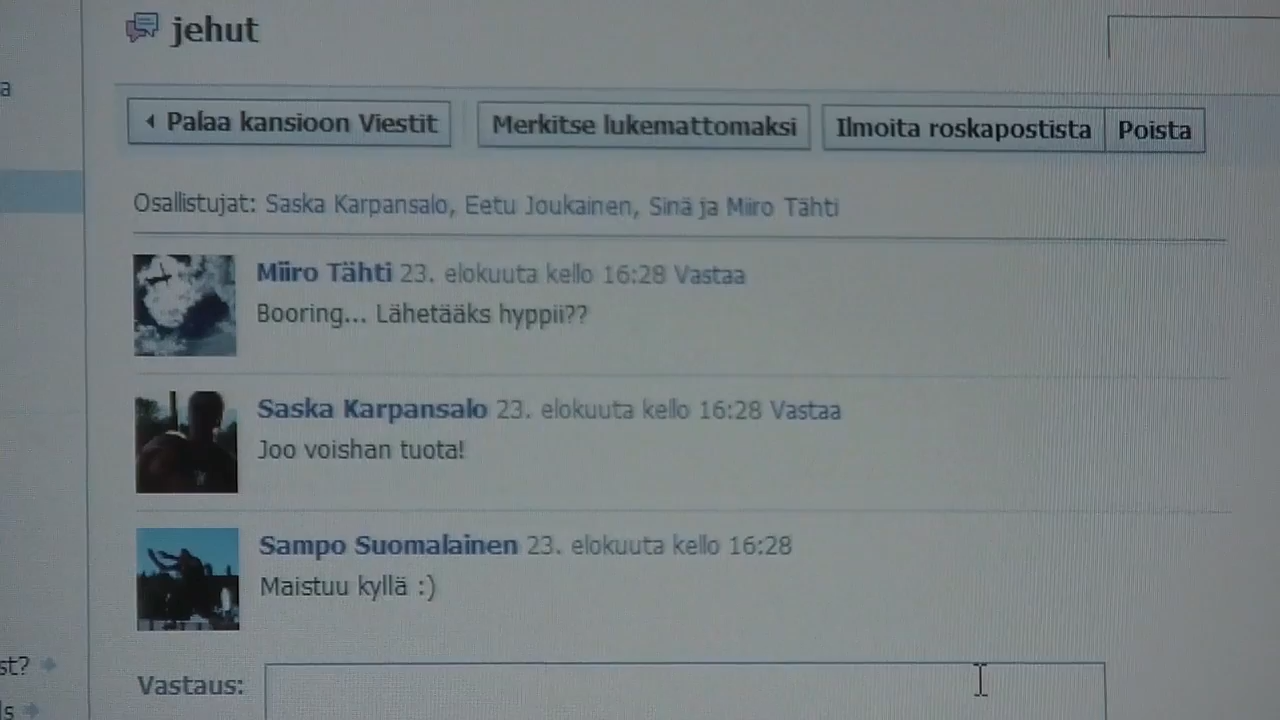 jehut
Palaa kansioon Viestit
Merkitse lukemattomaksi
Ilmoita roskapostista
Poista
Osallistujat: Saska Karpansalo, Eetu Joukainen, Sinä ja Miiro Tähti
Miiro Tähti 23. elokuuta kello 16:28 Vastaa
Booring... Lähetääks hyppii??
Saska Karpansalo 23. elokuuta kello 16:28 Vastaa
Joo voishan tuota!
Sampo Suomalainen 23. elokuuta kello 16:28
Maistuu kyllä :)
Vastaus:
a
st?
ls